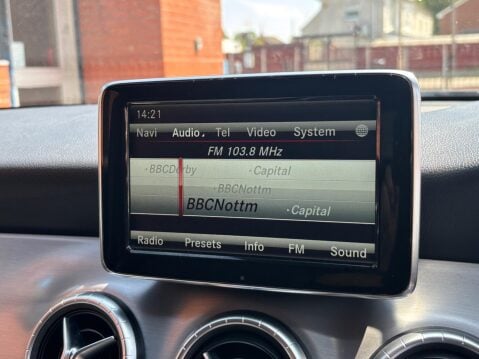 14:21
Navi Audio Tel Video System
FM 103.8 MHz
BBCDerby Capital
BBCNottm
BBCNottm Capital
Radio Presets Info FM Sound